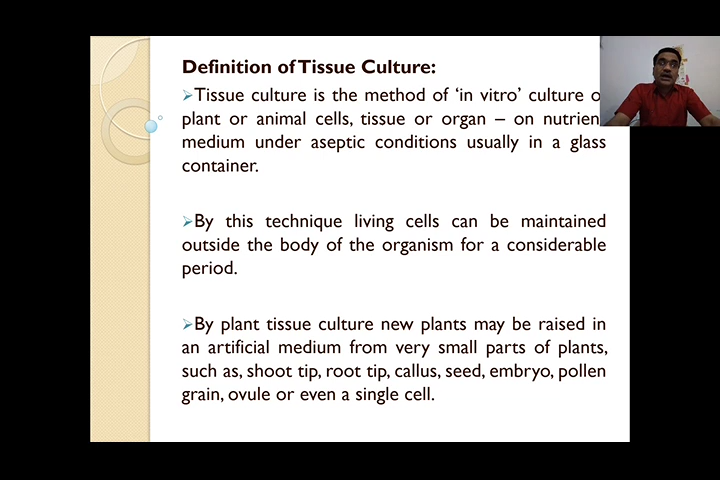 Definition of Tissue Culture:
➢Tissue culture is the method of ‘in vitro’ culture o
plant or animal cells, tissue or organ – on nutrien
medium under aseptic conditions usually in a glass
container.
➢By this technique living cells can be maintained
outside the body of the organism for a considerable
period.
➢By plant tissue culture new plants may be raised in
an artificial medium from very small parts of plants,
such as, shoot tip, root tip, callus, seed, embryo, pollen
grain, ovule or even a single cell.